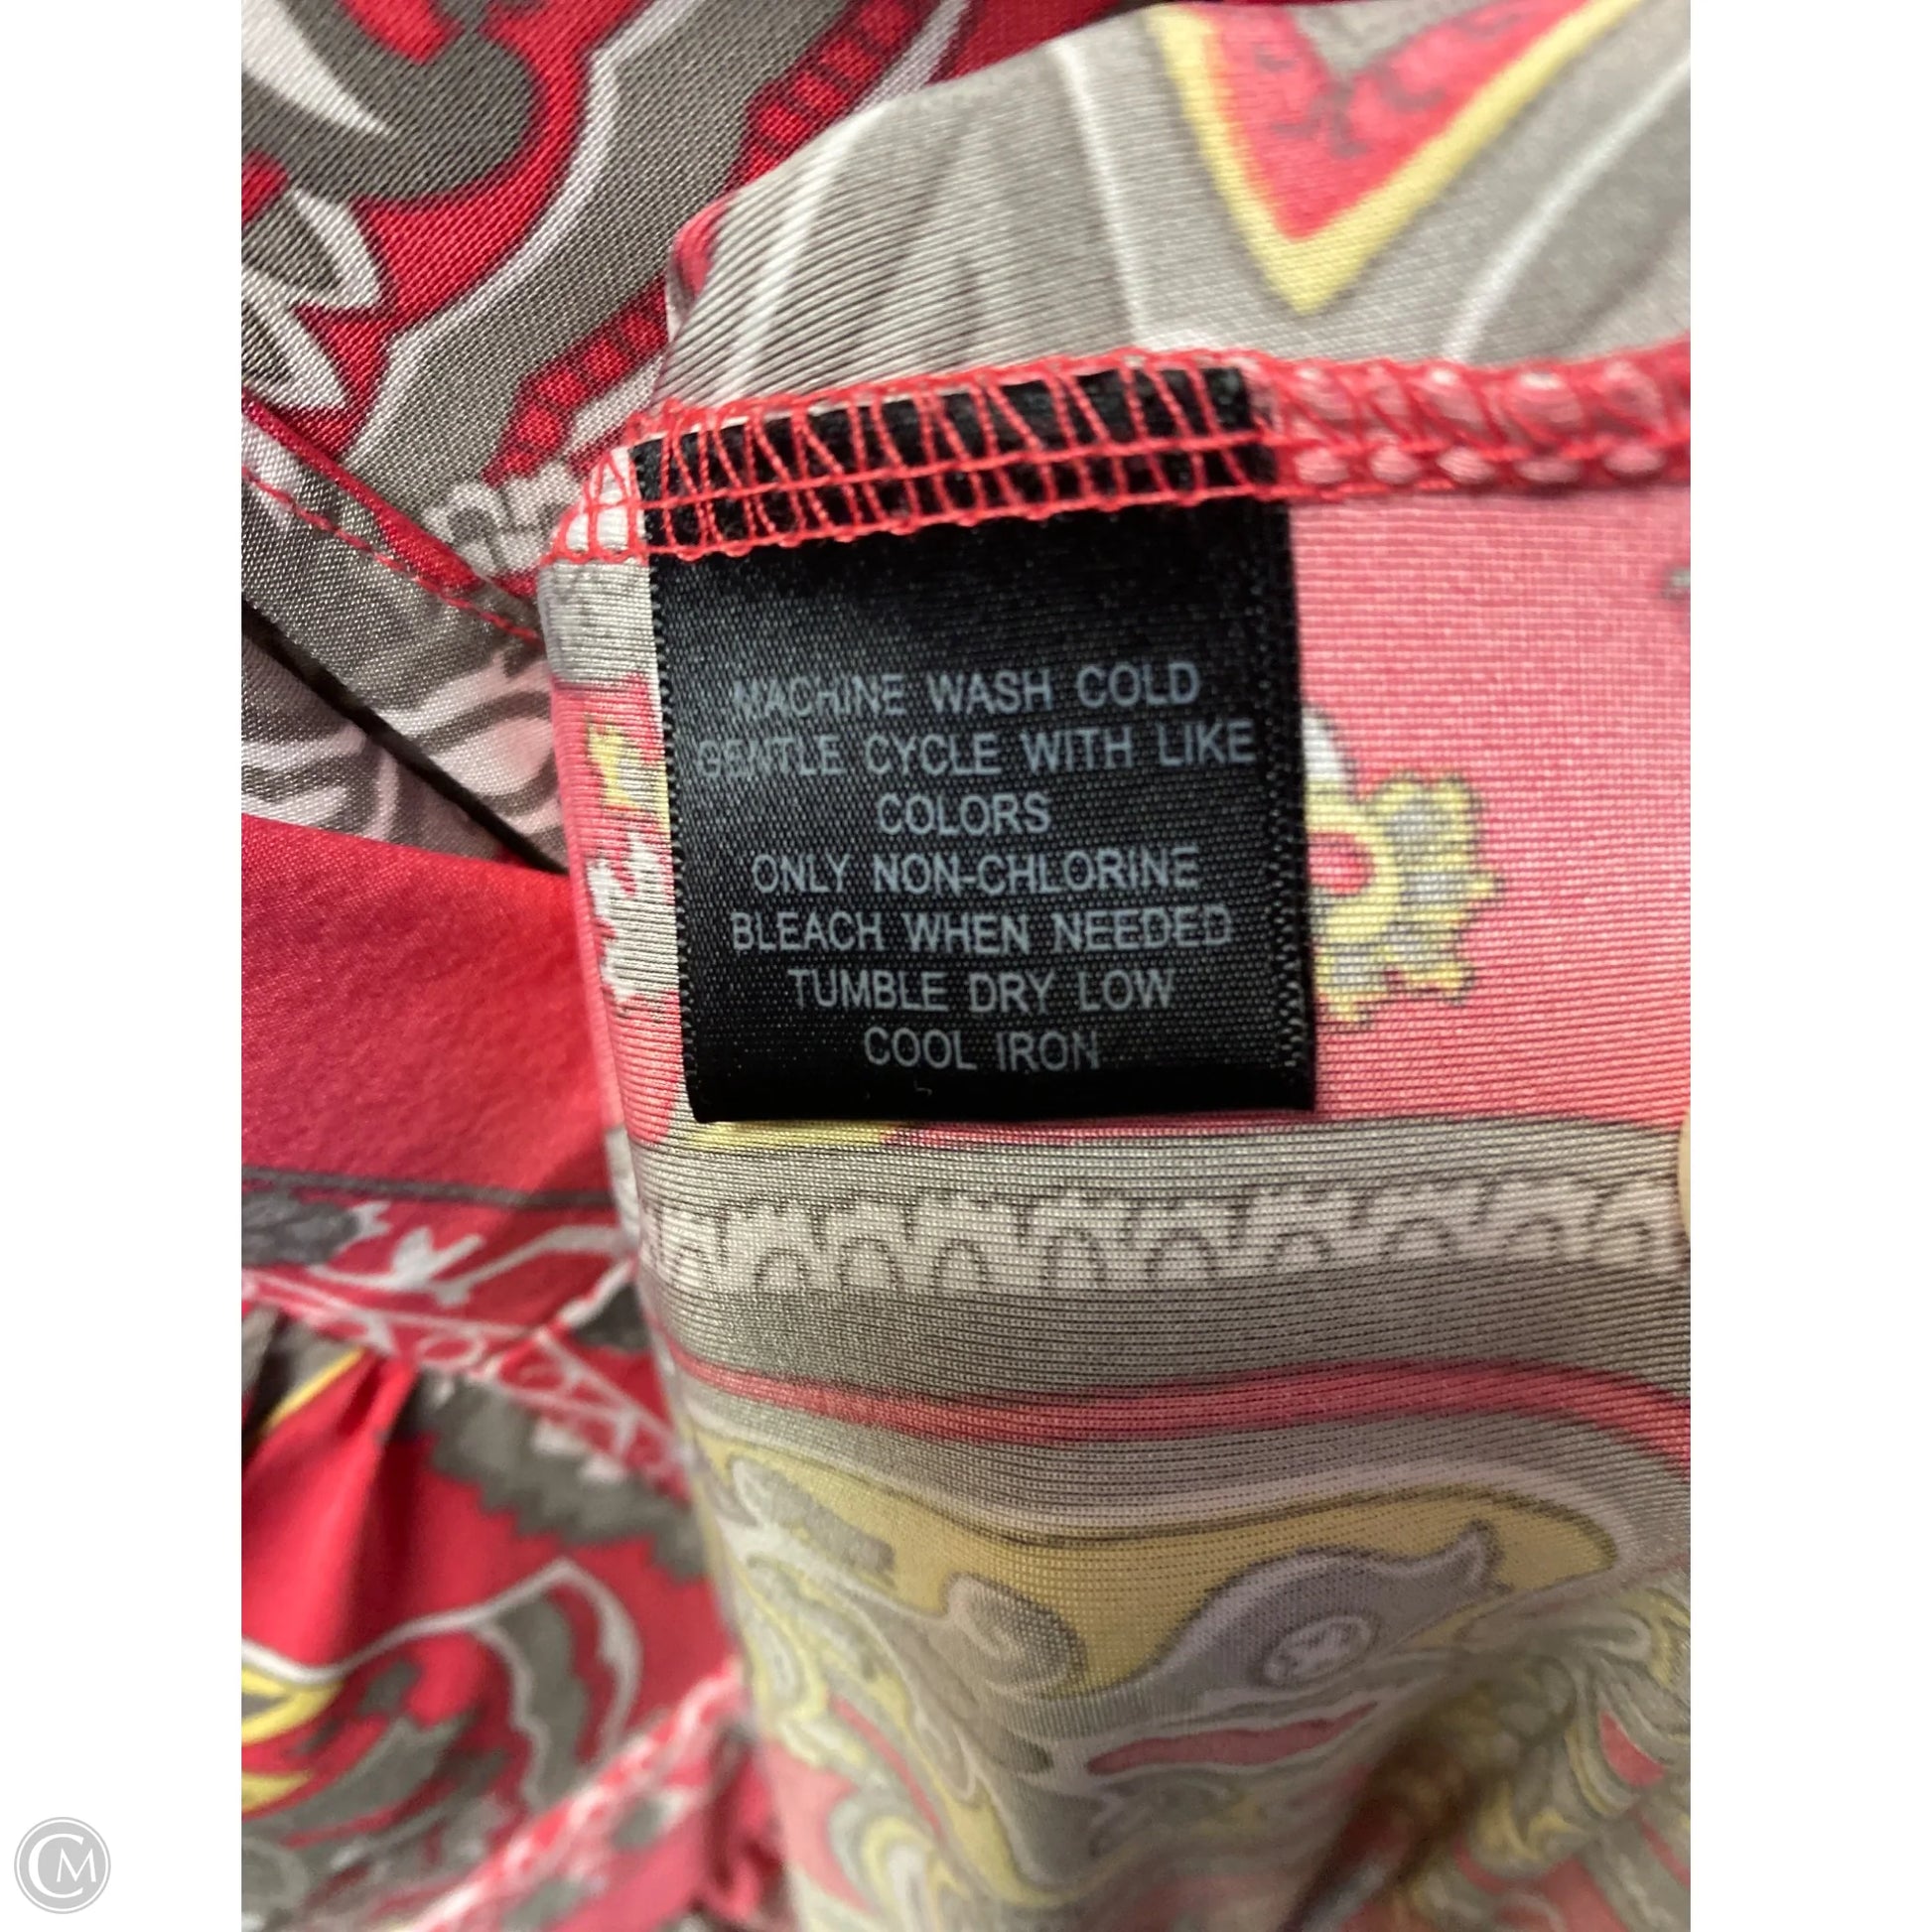 MACHINE WASH COLD
GENTLE CYCLE WITH LIKE
COLORS
ONLY NON-CHLORINE
BLEACH WHEN NEEDED
TUMBLE DRY LOW
COOL IRON
CM